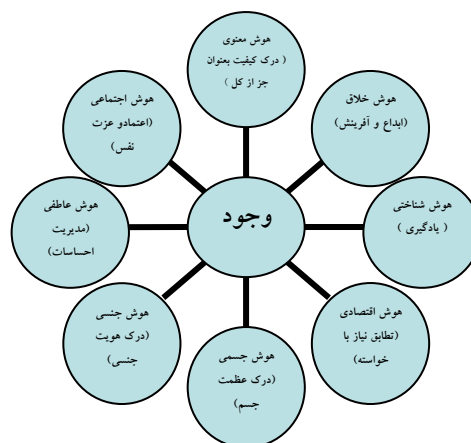 هوش معنوی
( درک کیفیت بعنوان
جز از کل )
هوش خلاق
(ابداع و آفرینش)
هوش شناختی
( یادگیری )
هوش اقتصادی
(تطابق نیاز با
خواسته)
هوش جسمی
(درک عظمت
جسم)
هوش جنسی
(درک هویت
جنسی)
هوش عاطفی
(مدیریت
احساسات)
هوش اجتماعی
(اعتمادو عزت
نفس)
وجود